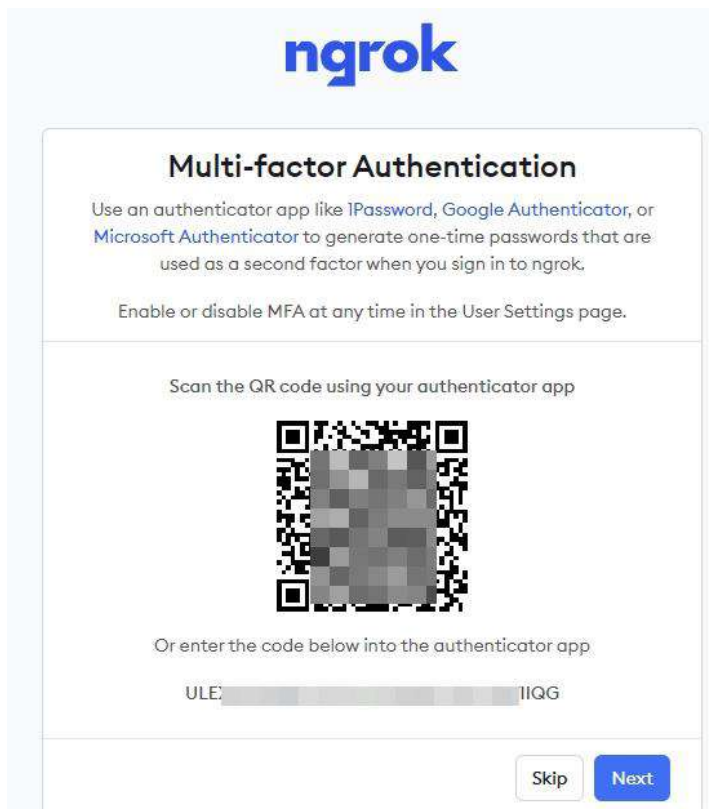 ngrok
Multi-factor Authentication
Use an authenticator app like 1Password, Google Authenticator, or
Microsoft Authenticator to generate one-time passwords that are
used as a second factor when you sign in to ngrok.
Enable or disable MFA at any time in the User Settings page.
Scan the QR code using your authenticator app
Or enter the code below into the authenticator app
Skip Next